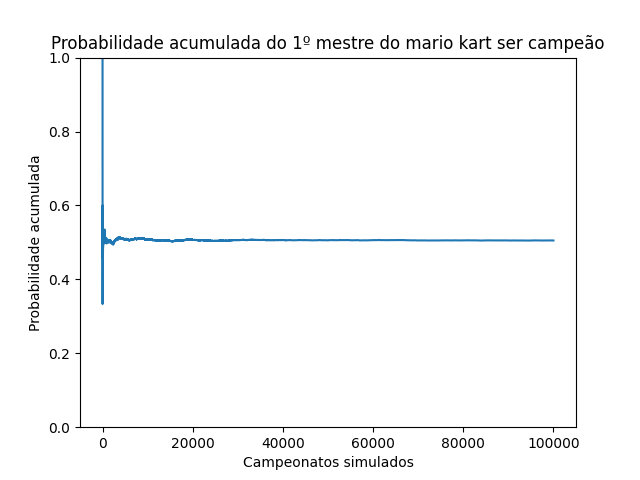 Probabilidade acumulada do 1º mestre do mario kart ser campeão
1.0
0.8
0.6
0.4
0.2
0.0
Probabilidade acumulada
0 20000 40000 60000 80000 100000
Campeonatos simulados